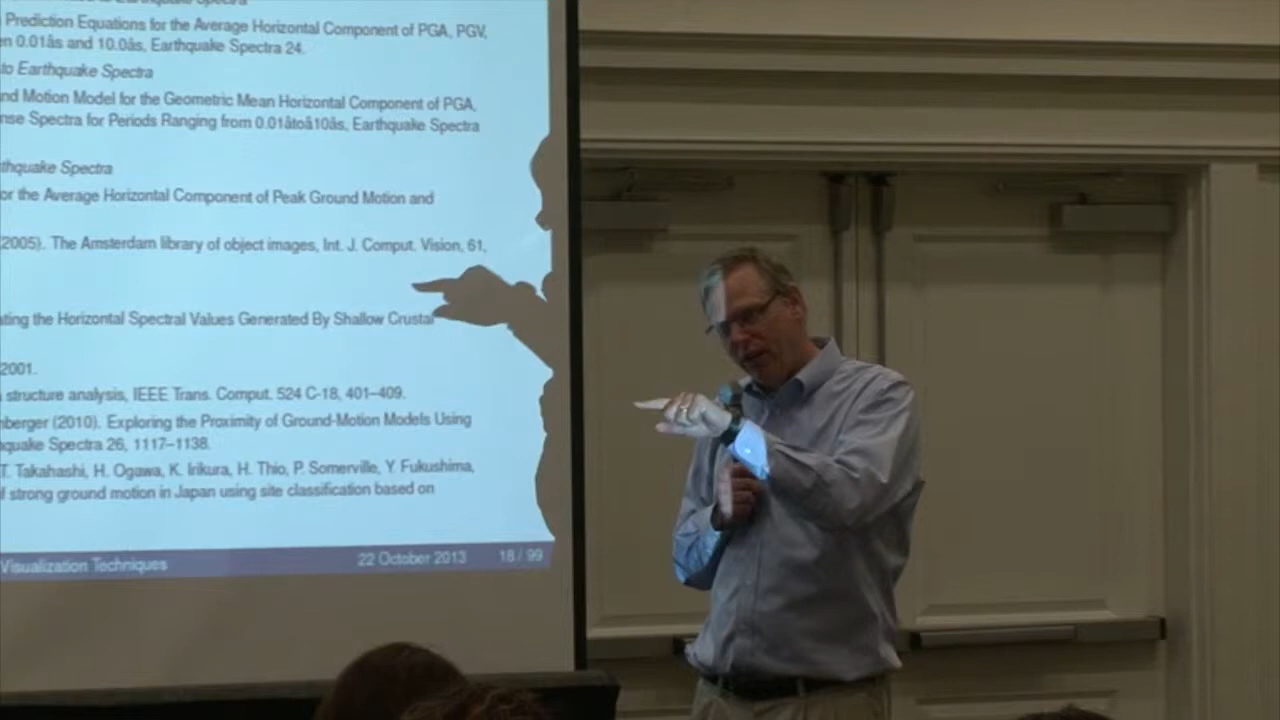 Prediction Equations for the Average Horizontal Component of PGA, PGV,
en 0.01âs and 10.0âs, Earthquake Spectra 24.
to Earthquake Spectra
nd Motion Model for the Geometric Mean Horizontal Component of PGA,
nse Spectra for Periods Ranging from 0.01âtoâ10âs, Earthquake Spectra
thquake Spectra
or the Average Horizontal Component of Peak Ground Motion and
(2005). The Amsterdam library of object images, Int. J. Comput. Vision, 61,
ating the Horizontal Spectral Values Generated By Shallow Crustal
2001.
structure analysis, IEEE Trans. Comput. 524 C-18, 401–409.
nberger (2010). Exploring the Proximity of Ground-Motion Models Using
hquake Spectra 26, 1117–1138.
T. Takahashi, H. Ogawa, K. Irikura, H. Thio, P. Somerville, Y. Fukushima,
f strong ground motion in Japan using site classification based on
Visualization Techniques 22 October 2013 18 / 99